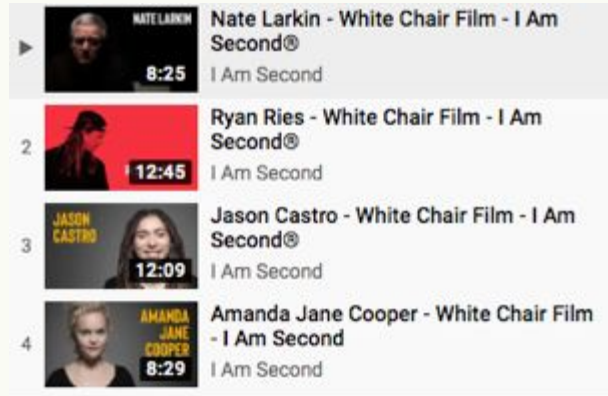 NATE LARKIN
8:25
Nate Larkin - White Chair Film - I Am
Second®
I Am Second
2
12:45
Ryan Ries - White Chair Film - I Am
Second®
I Am Second
3
JASON
CASTRO
12:09
Jason Castro - White Chair Film - I Am
Second®
I Am Second
4
AMANDA
JANE
COOPER
8:29
Amanda Jane Cooper - White Chair Film
- I Am Second
I Am Second